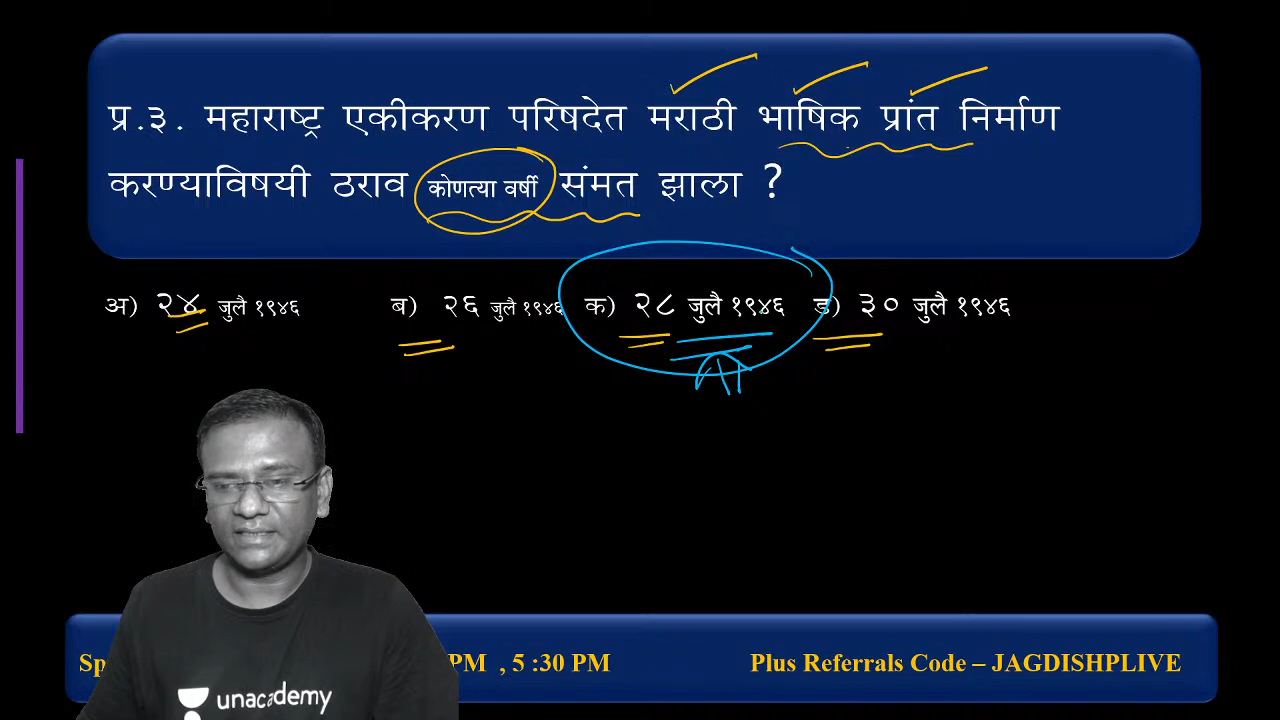 प्र.३. महाराष्ट्र एकीकरण परिषदेत मराठी भाषिक प्रांत निर्माण
करण्याविषयी ठराव कोणत्या वर्षी संमत झाला ?
अ) २४ जुलै १९४६ ब) २६ जुलै १९४६ क) २८ जुलै १९४६ ड) ३० जुलै १९४६
unacademy
PM , 5 :30 PM Plus Referrals Code – JAGDISHPLIVE